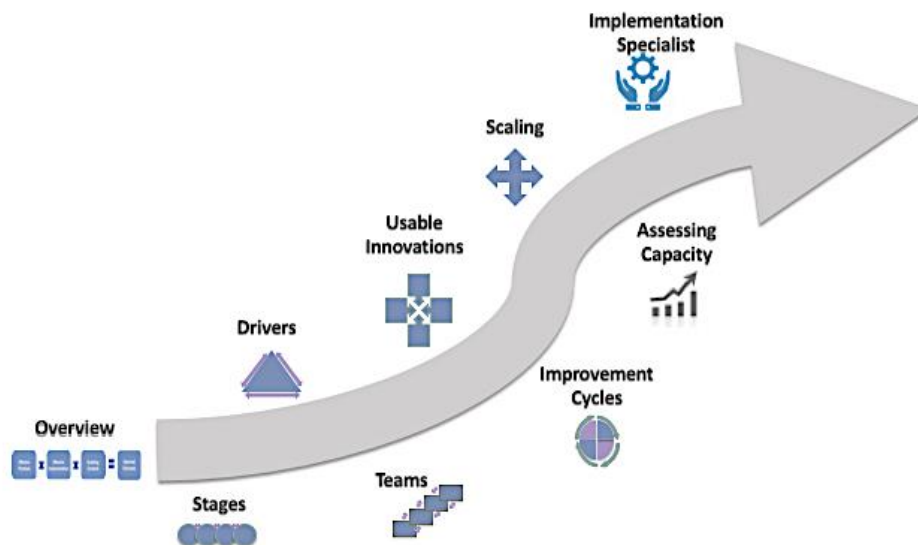 Implementation
Specialist
Scaling
Usable
Innovations
Assessing
Capacity
Drivers
Improvement
Cycles
Overview
Teams
Stages